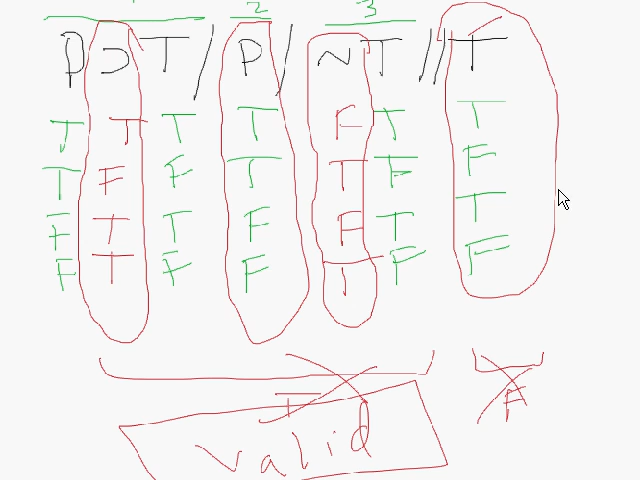 1 2 3
P ⊃ T / P / ~ T // T
T T T T F T T
T F F T T F F
F T T F F T T
F T F F T F F
T F
valid